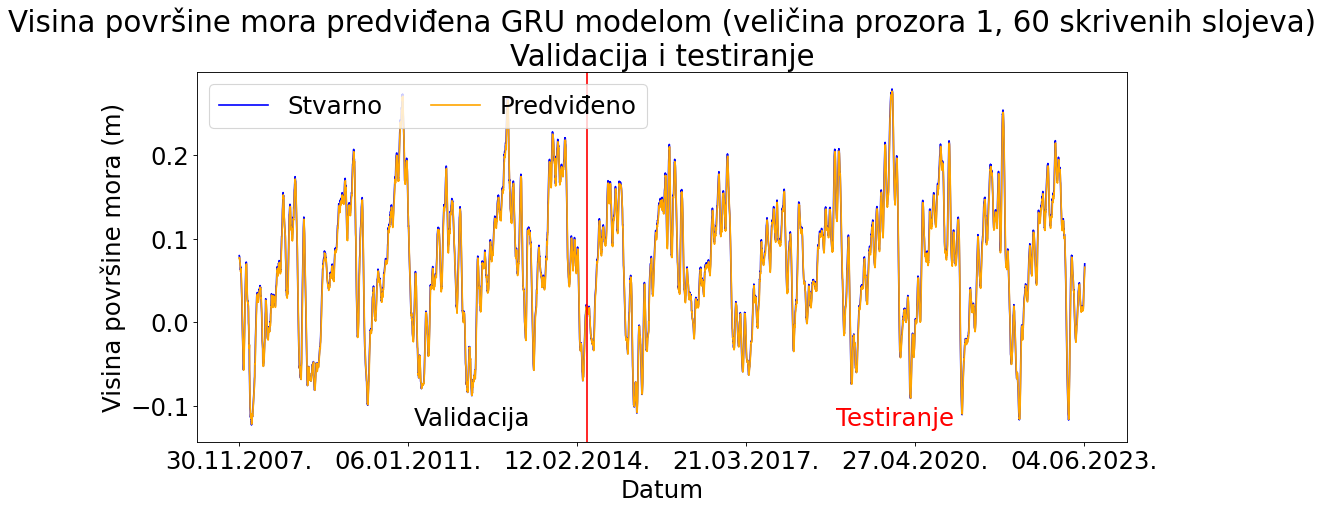 Visina površine mora predviđena GRU modelom (veličina prozora 1, 60 skrivenih slojeva)
Validacija i testiranje
Stvarno
Predviđeno
Visina površine mora (m)
0.2
0.1
0.0
−0.1
Validacija
Testiranje
30.11.2007.
06.01.2011.
12.02.2014.
21.03.2017.
27.04.2020.
04.06.2023.
Datum